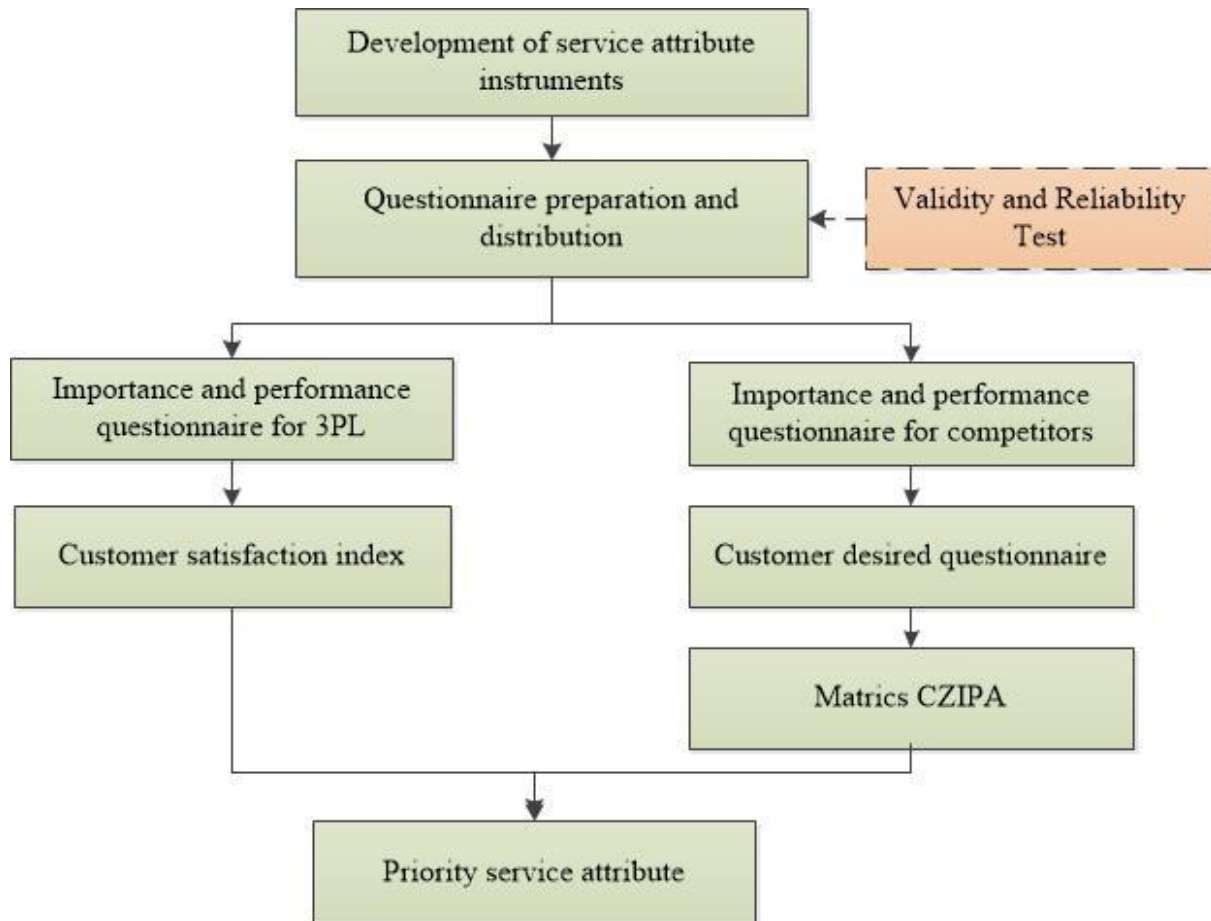 Development of service attribute
instruments
Questionnaire preparation and
distribution
Validity and Reliability
Test
Importance and performance
questionnaire for 3PL
Importance and performance
questionnaire for competitors
Customer satisfaction index
Customer desired questionnaire
Matrics CZIPA
Priority service attribute